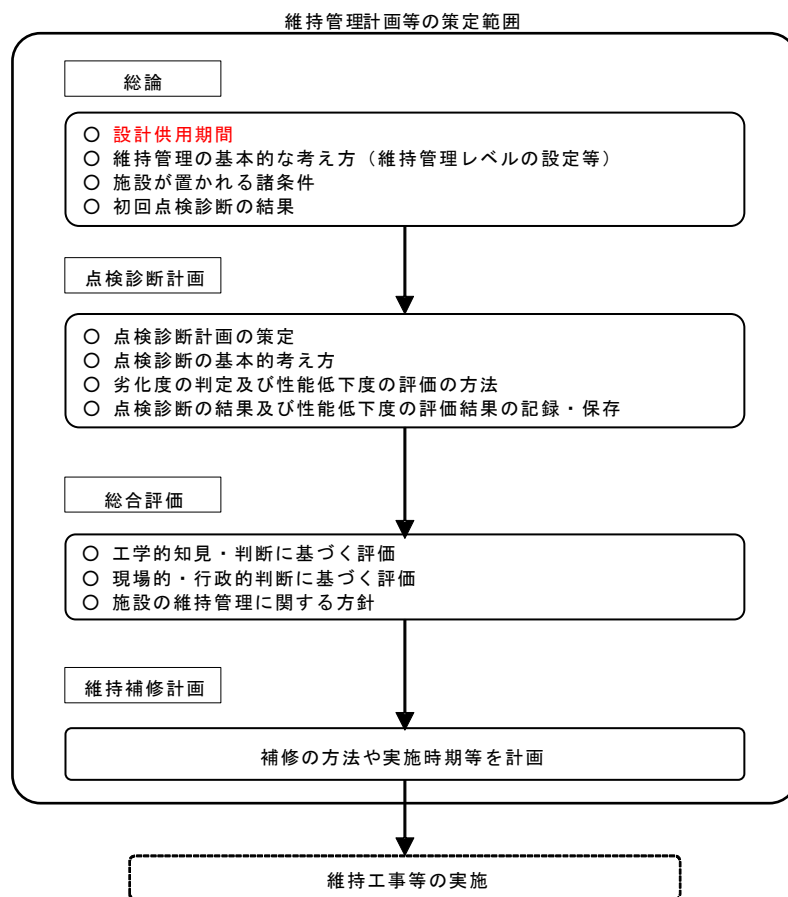 維持管理計画等の策定範囲
総論
○ 設計供用期間
○ 維持管理の基本的な考え方（維持管理レベルの設定等）
○ 施設が置かれる諸条件
○ 初回点検診断の結果
点検診断計画
○ 点検診断計画の策定
○ 点検診断の基本的考え方
○ 劣化度の判定及び性能低下度の評価の方法
○ 点検診断の結果及び性能低下度の評価結果の記録・保存
総合評価
○ 工学的知見・判断に基づく評価
○ 現場的・行政的判断に基づく評価
○ 施設の維持管理に関する方針
維持補修計画
補修の方法や実施時期等を計画
維持工事等の実施